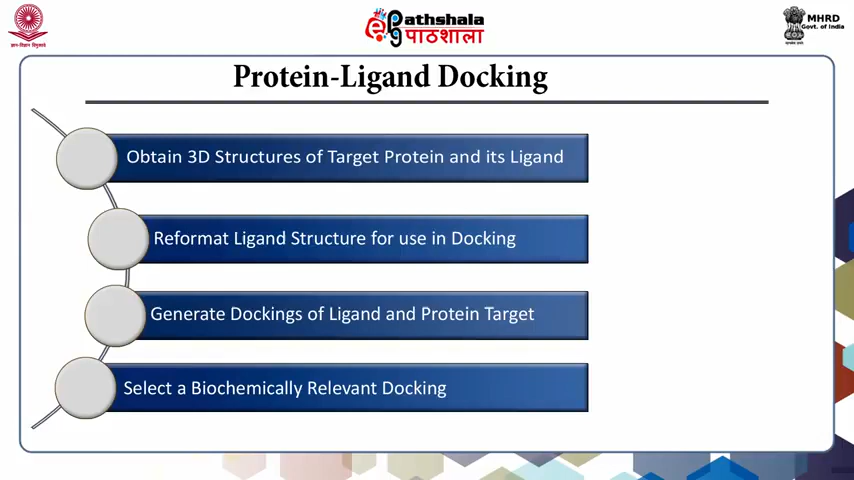 ePg Pathshala
पाठशाला
MHRD
Govt. of India
Protein-Ligand Docking
Obtain 3D Structures of Target Protein and its Ligand
Reformat Ligand Structure for use in Docking
Generate Dockings of Ligand and Protein Target
Select a Biochemically Relevant Docking